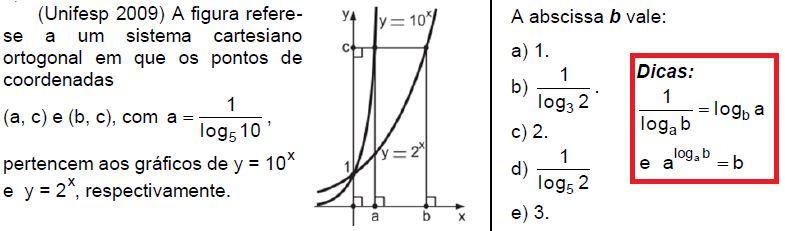 (Unifesp 2009) A figura refere-
se a um sistema cartesiano
ortogonal em que os pontos de
coordenadas
(a, c) e (b, c), com a = 1/log₅ 10 ,
pertencem aos gráficos de y = 10ˣ
e y = 2ˣ, respectivamente.
y
y = 10ˣ
c
y = 2ˣ
1
a b x
A abscissa b vale:
a) 1.
b) 1/log₃ 2 .
c) 2.
d) 1/log₅ 2
e) 3.
Dicas:
1/logₐ b = log_b a
e a^(logₐ b) = b